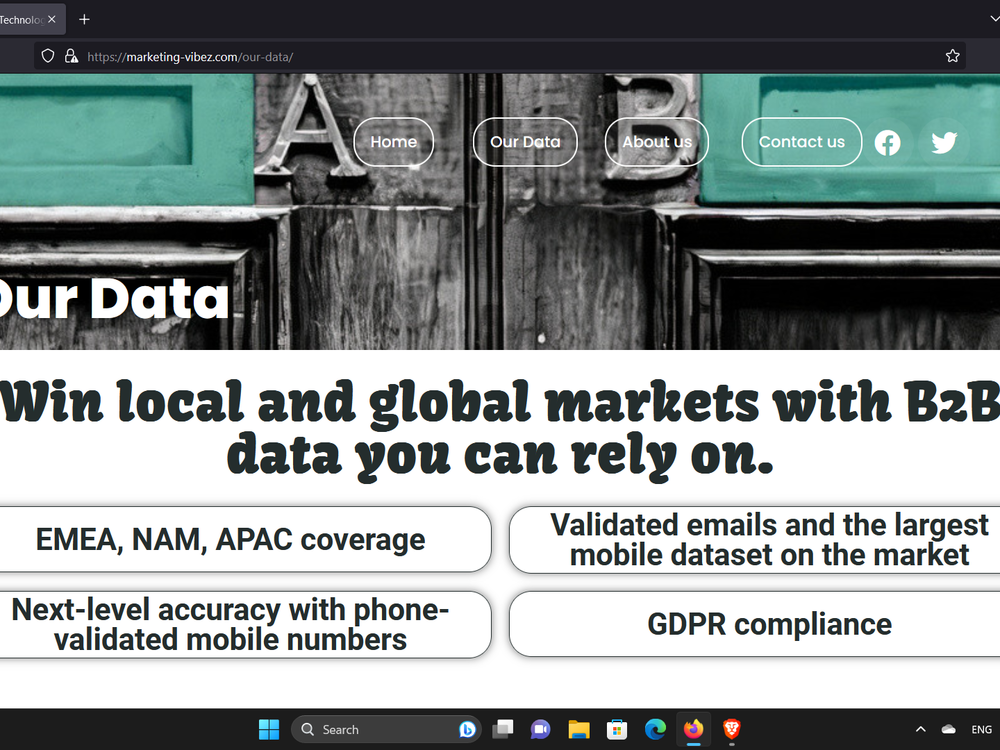 Technolog
https://marketing-vibez.com/our-data/
A B
Home Our Data About us Contact us
Our Data
Win local and global markets with B2B
data you can rely on.
EMEA, NAM, APAC coverage
Validated emails and the largest
mobile dataset on the market
Next-level accuracy with phone-
validated mobile numbers
GDPR compliance
Search
ENG